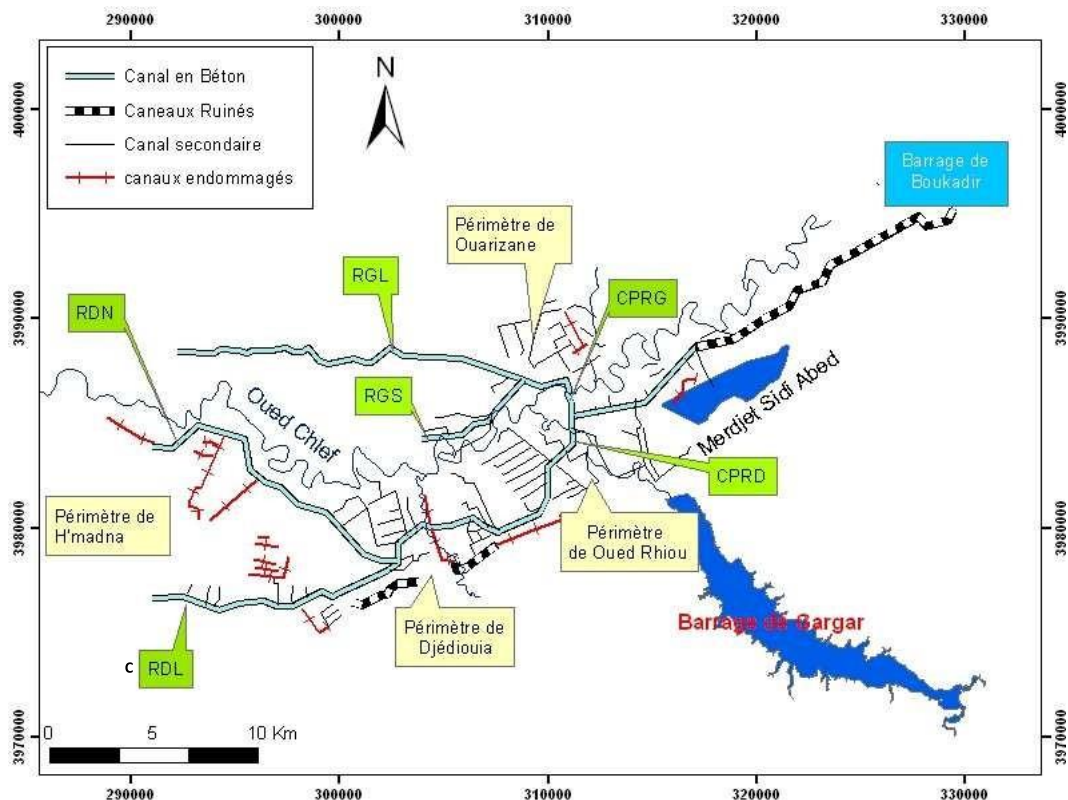 290000 300000 310000 320000 330000
4000000
3990000
3980000
3970000
Canal en Béton
Caneaux Ruinés
Canal secondaire
canaux endommagés
N
Barrage de
Boukadir
Périmètre de
Ouarizane
RGL
CPRG
RDN
RGS
Oued Chlef
Merdjet Sidi Abed
CPRD
Périmètre de
H'madna
Périmètre
de Oued Rhiou
Périmètre de
Djédiouia
Barrage de Gargar
c
RDL
0 5 10 Km
4000000
3990000
3980000
3970000
290000 300000 310000 320000 330000